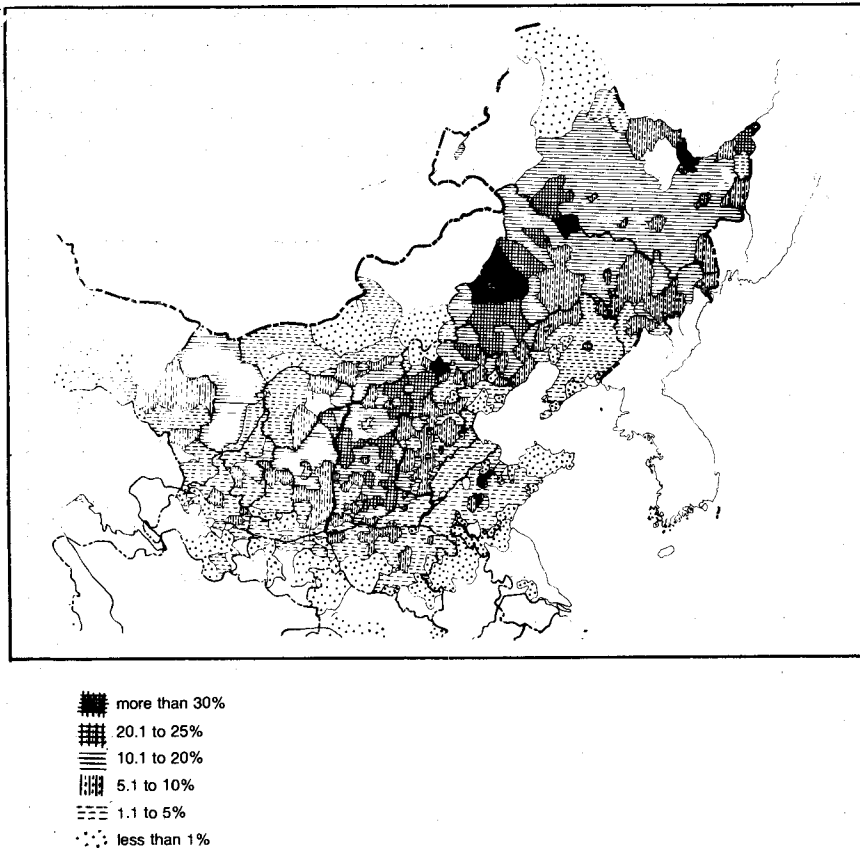 more than 30%
20.1 to 25%
10.1 to 20%
5.1 to 10%
1.1 to 5%
less than 1%